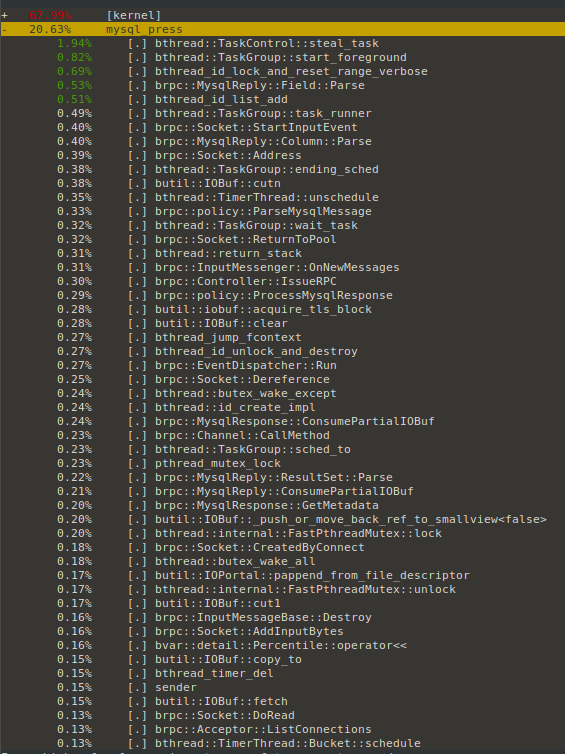 + 67.99% [kernel]
- 20.63% mysql_press
1.94% [.] bthread::TaskControl::steal_task
0.82% [.] bthread::TaskGroup::start_foreground
0.69% [.] bthread_id_lock_and_reset_range_verbose
0.53% [.] brpc::MysqlReply::Field::Parse
0.51% [.] bthread_id_list_add
0.49% [.] bthread::TaskGroup::task_runner
0.40% [.] brpc::Socket::StartInputEvent
0.40% [.] brpc::MysqlReply::Column::Parse
0.39% [.] brpc::Socket::Address
0.38% [.] bthread::TaskGroup::ending_sched
0.38% [.] butil::IOBuf::cutn
0.35% [.] bthread::TimerThread::unschedule
0.33% [.] brpc::policy::ParseMysqlMessage
0.32% [.] bthread::TaskGroup::wait_task
0.32% [.] brpc::Socket::ReturnToPool
0.31% [.] bthread::return_stack
0.31% [.] brpc::InputMessenger::OnNewMessages
0.30% [.] brpc::Controller::IssueRPC
0.29% [.] brpc::policy::ProcessMysqlResponse
0.28% [.] butil::iobuf::acquire_tls_block
0.28% [.] butil::IOBuf::clear
0.27% [.] bthread_jump_fcontext
0.27% [.] bthread_id_unlock_and_destroy
0.27% [.] brpc::EventDispatcher::Run
0.25% [.] brpc::Socket::Dereference
0.24% [.] bthread::butex_wake_except
0.24% [.] bthread::id_create_impl
0.24% [.] brpc::MysqlResponse::ConsumePartialIOBuf
0.23% [.] brpc::Channel::CallMethod
0.23% [.] bthread::TaskGroup::sched_to
0.23% [.] pthread_mutex_lock
0.22% [.] brpc::MysqlReply::ResultSet::Parse
0.21% [.] brpc::MysqlReply::ConsumePartialIOBuf
0.20% [.] brpc::MysqlResponse::GetMetadata
0.20% [.] butil::IOBuf::_push_or_move_back_ref_to_smallview<false>
0.20% [.] bthread::internal::FastPthreadMutex::lock
0.18% [.] brpc::Socket::CreatedByConnect
0.18% [.] bthread::butex_wake_all
0.17% [.] butil::IOPortal::pappend_from_file_descriptor
0.17% [.] bthread::internal::FastPthreadMutex::unlock
0.17% [.] butil::IOBuf::cut1
0.16% [.] brpc::InputMessageBase::Destroy
0.16% [.] brpc::Socket::AddInputBytes
0.16% [.] bvar::detail::Percentile::operator<<
0.15% [.] butil::IOBuf::copy_to
0.15% [.] bthread_timer_del
0.15% [.] sender
0.15% [.] butil::IOBuf::fetch
0.13% [.] brpc::Socket::DoRead
0.13% [.] brpc::Acceptor::ListConnections
0.13% [.] bthread::TimerThread::Bucket::schedule